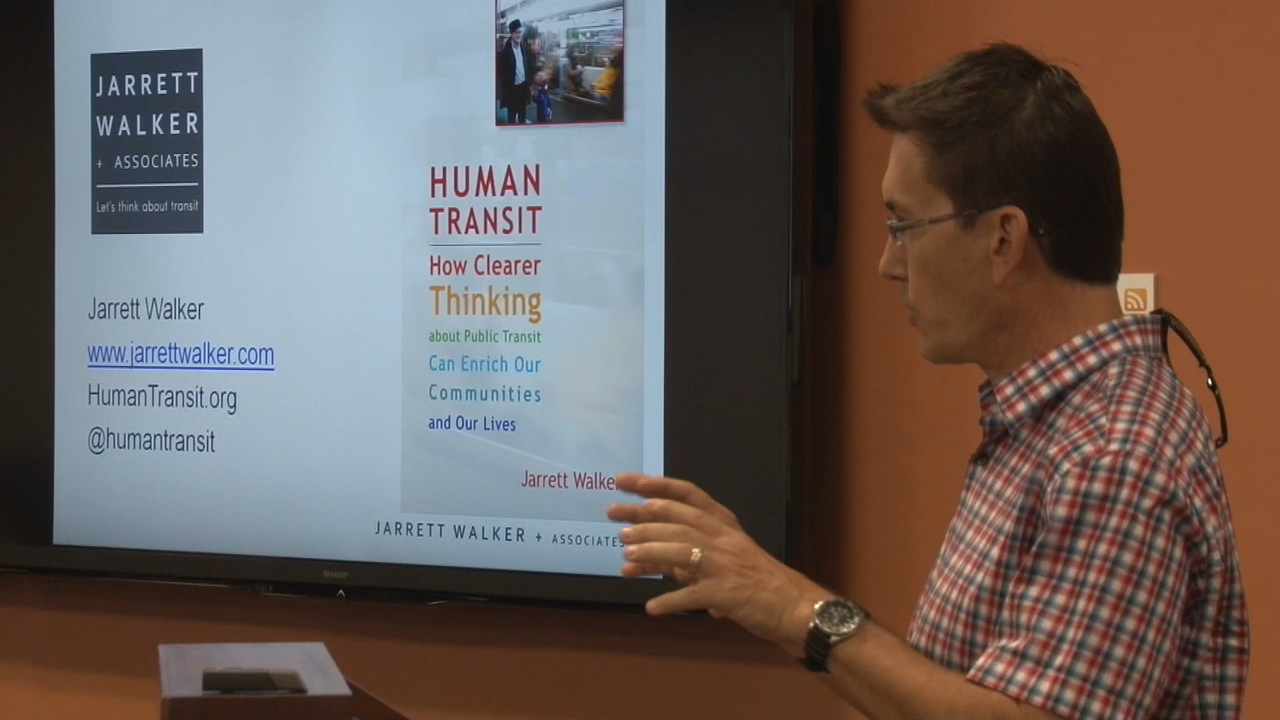 JARRETT
WALKER
+ ASSOCIATES
Let's think about transit
Jarrett Walker
www.jarrettwalker.com
HumanTransit.org
@humantransit
HUMAN
TRANSIT
How Clearer
Thinking
about Public Transit
Can Enrich Our
Communities
and Our Lives
Jarrett Walker
JARRETT WALKER + ASSOCIATES
SHARP